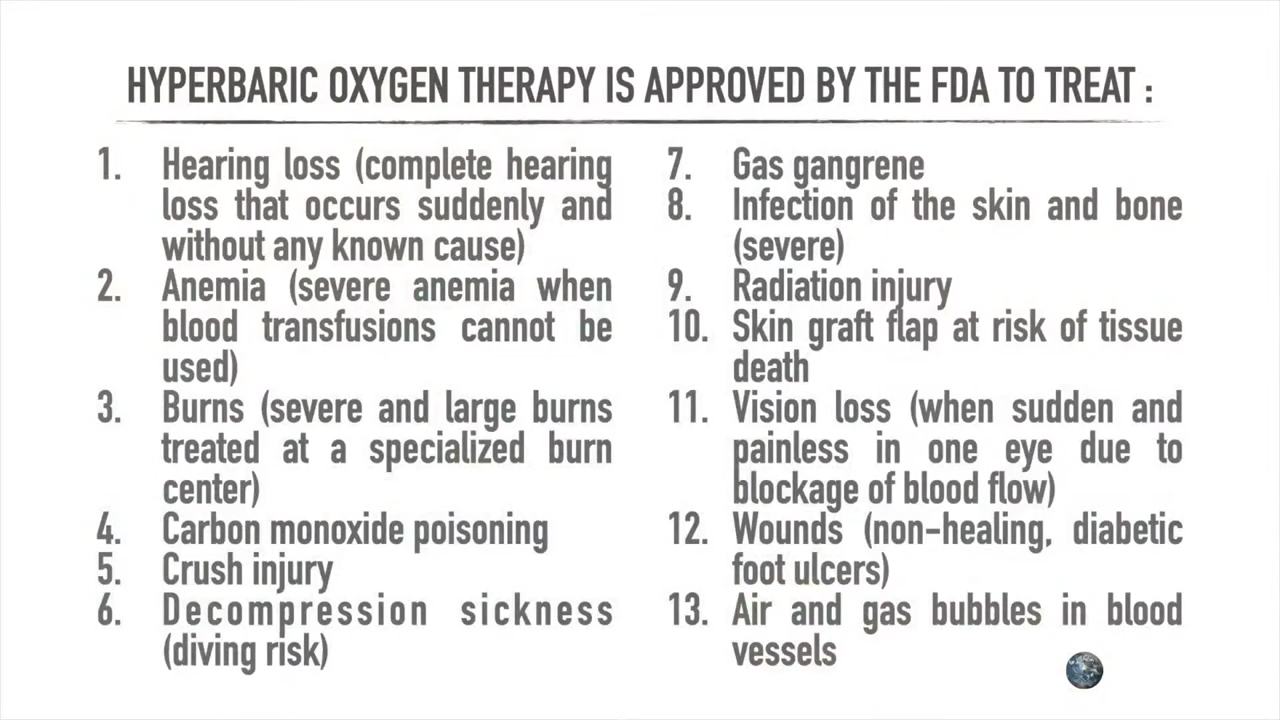 HYPERBARIC OXYGEN THERAPY IS APPROVED BY THE FDA TO TREAT :
1. Hearing loss (complete hearing
loss that occurs suddenly and
without any known cause)
2. Anemia (severe anemia when
blood transfusions cannot be
used)
3. Burns (severe and large burns
treated at a specialized burn
center)
4. Carbon monoxide poisoning
5. Crush injury
6. Decompression sickness
(diving risk)
7. Gas gangrene
8. Infection of the skin and bone
(severe)
9. Radiation injury
10. Skin graft flap at risk of tissue
death
11. Vision loss (when sudden and
painless in one eye due to
blockage of blood flow)
12. Wounds (non-healing, diabetic
foot ulcers)
13. Air and gas bubbles in blood
vessels